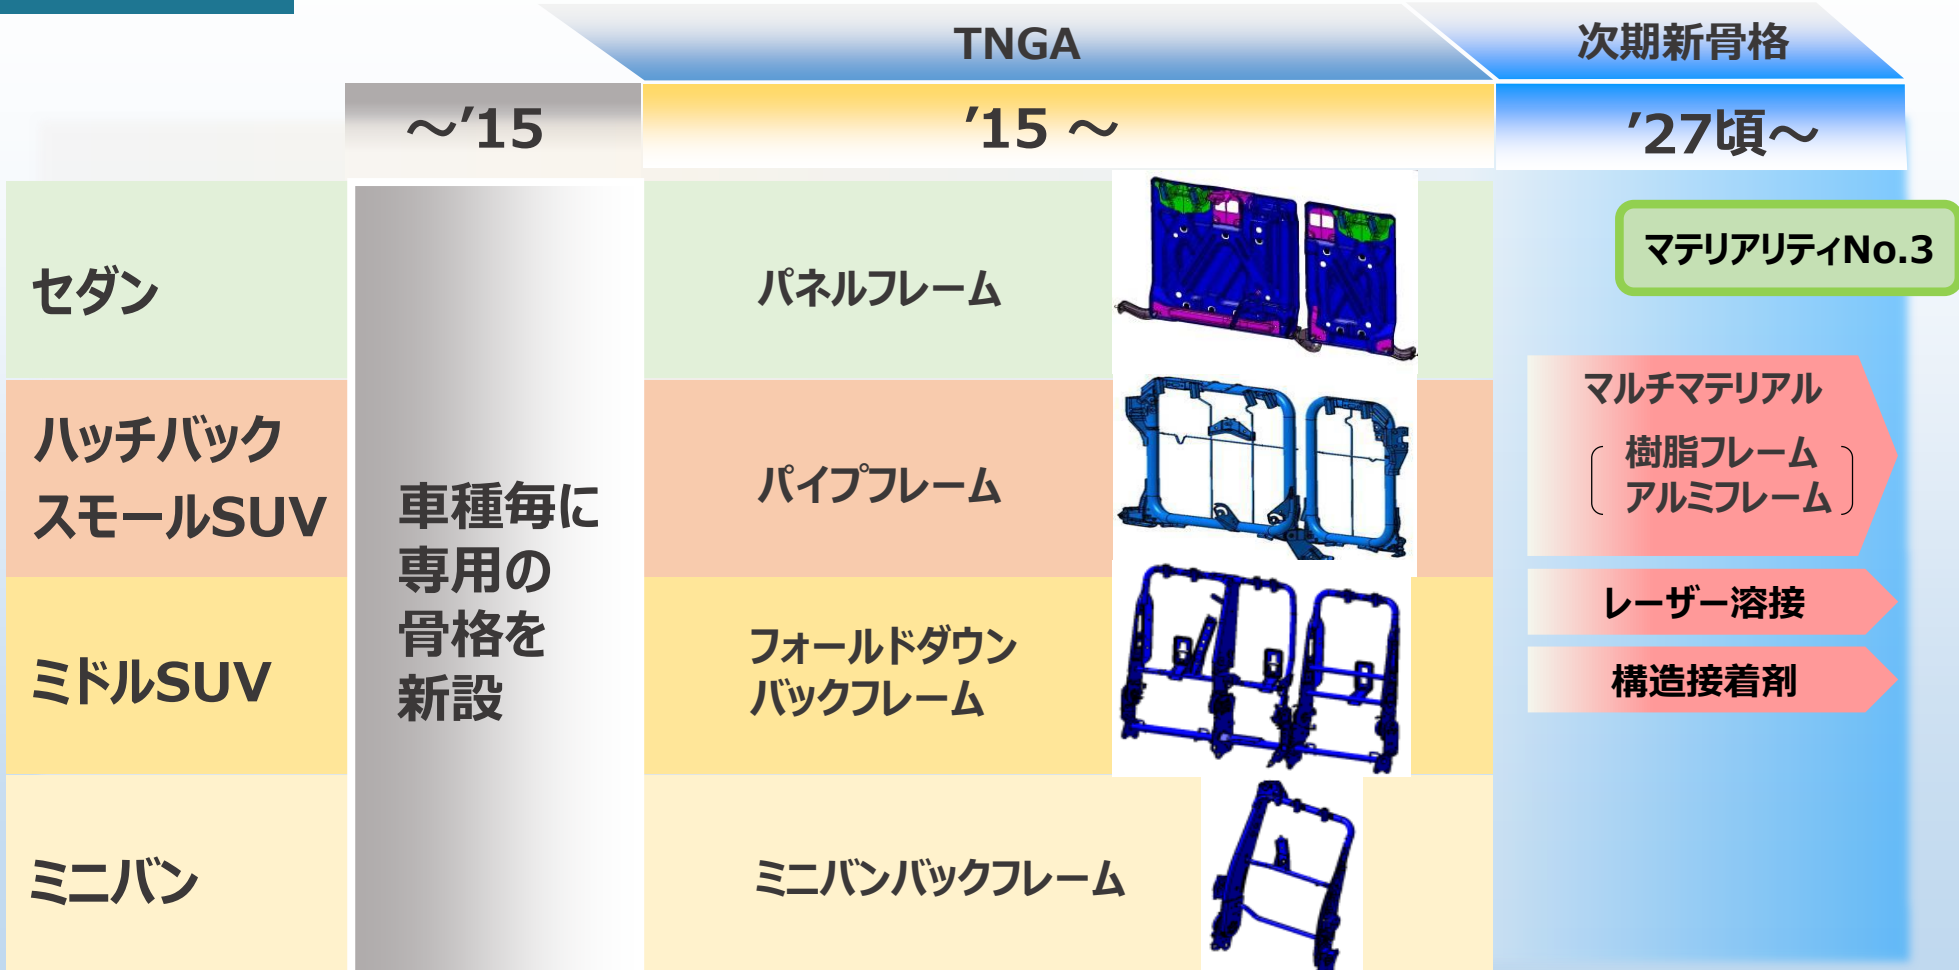 TNGA
次期新骨格
～’15
’15 ～
’27頃～
マテリアリティNo.3
セダン
パネルフレーム
ハッチバック
スモールSUV
パイプフレーム
ミドルSUV
フォールドダウン
バックフレーム
ミニバン
ミニバンバックフレーム
車種毎に
専用の
骨格を
新設
マルチマテリアル
樹脂フレーム
アルミフレーム
レーザー溶接
構造接着剤